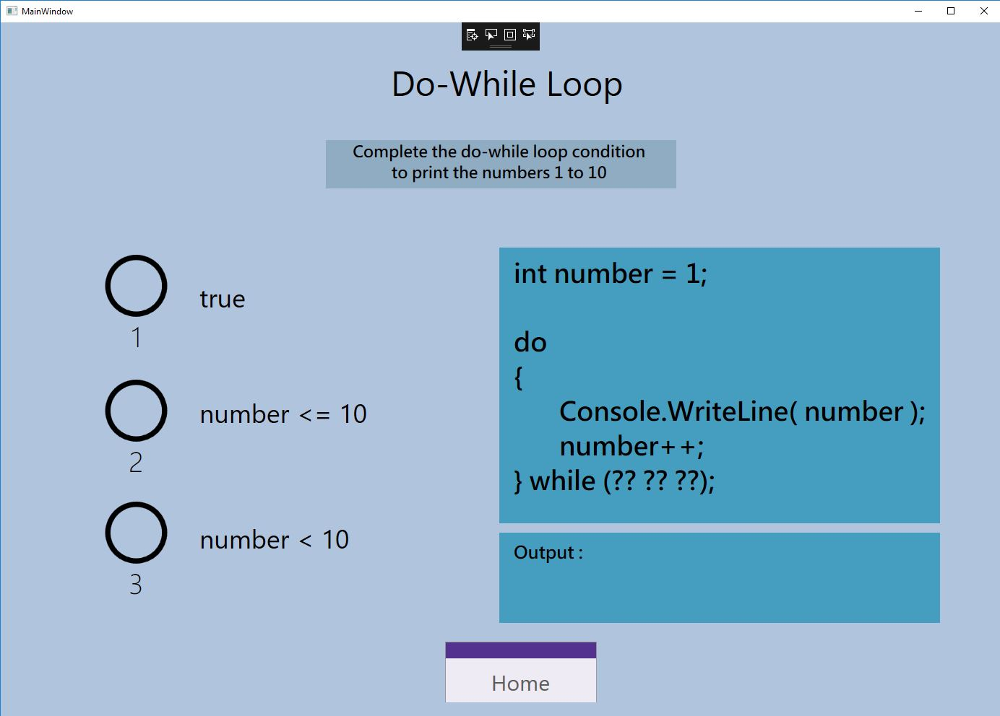 MainWindow
Do-While Loop
Complete the do-while loop condition
to print the numbers 1 to 10
true
1
number <= 10
2
number < 10
3
int number = 1;
do
{
Console.WriteLine( number );
number++;
} while (?? ?? ??);
Output :
Home